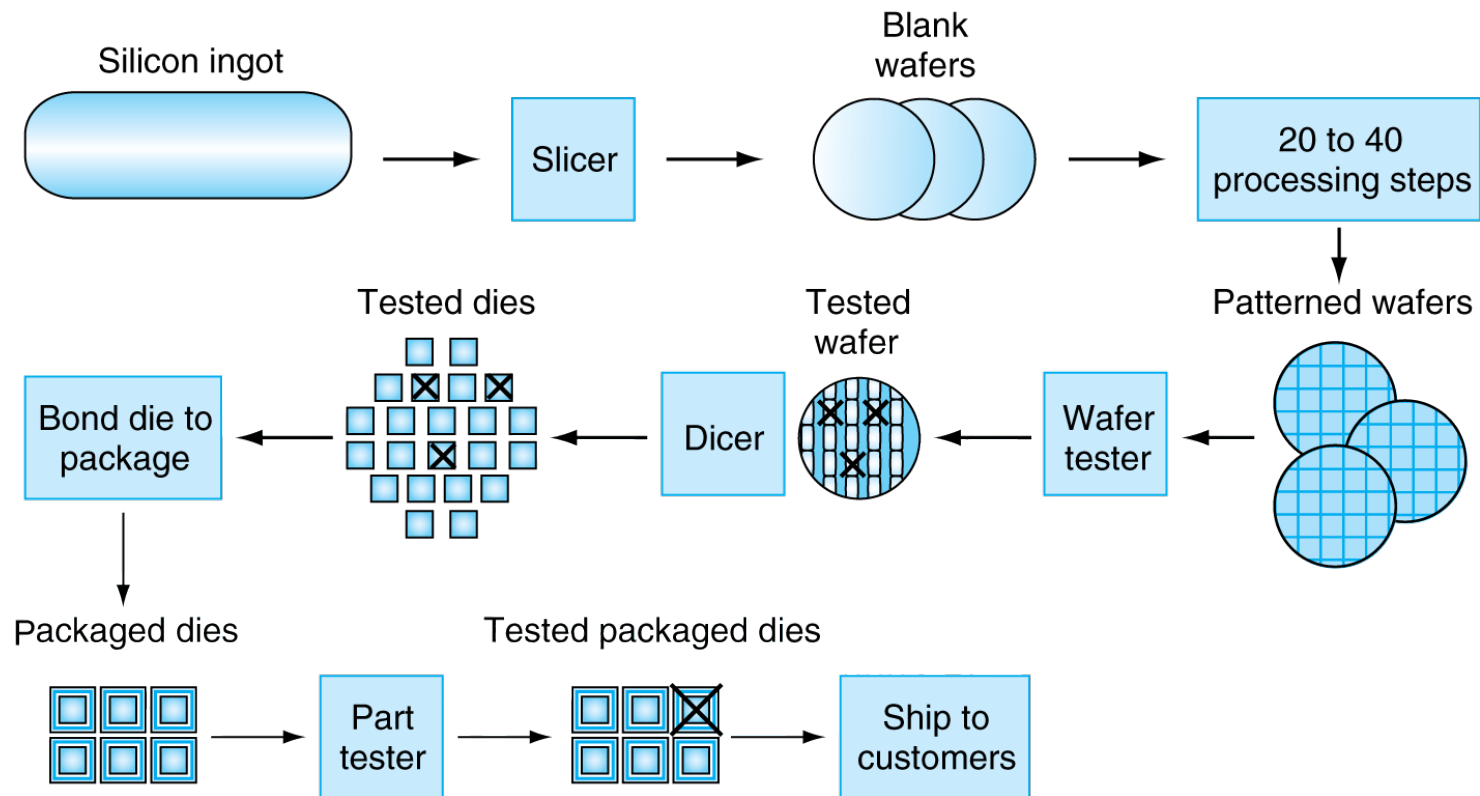 Silicon ingot
Slicer
Blank
wafers
20 to 40
processing steps
Patterned wafers
Wafer
tester
Tested
wafer
Dicer
Tested dies
Bond die to
package
Packaged dies
Part
tester
Tested packaged dies
Ship to
customers